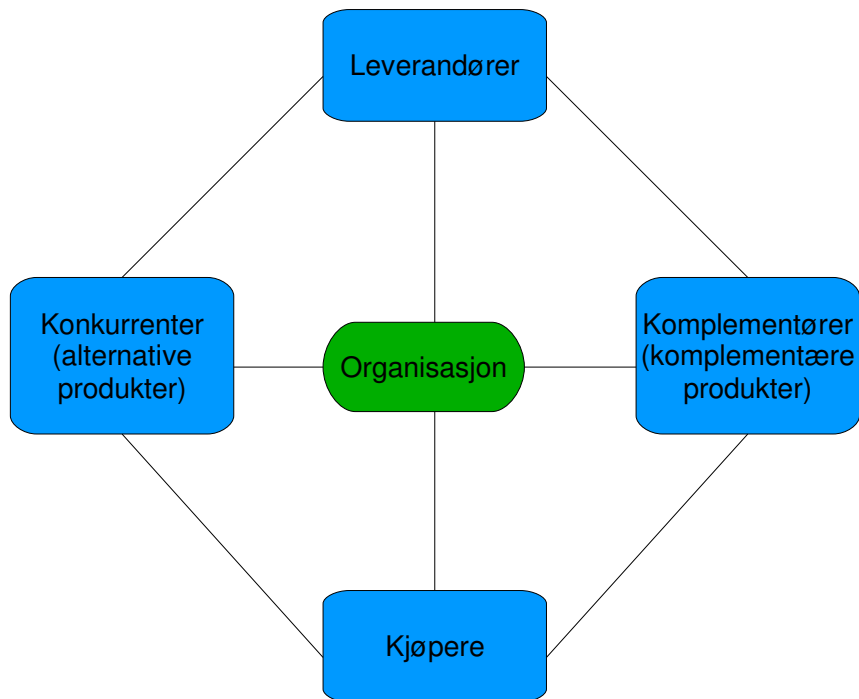 Leverandører
Konkurrenter
(alternative
produkter)
Organisasjon
Komplementører
(komplementære
produkter)
Kjøpere